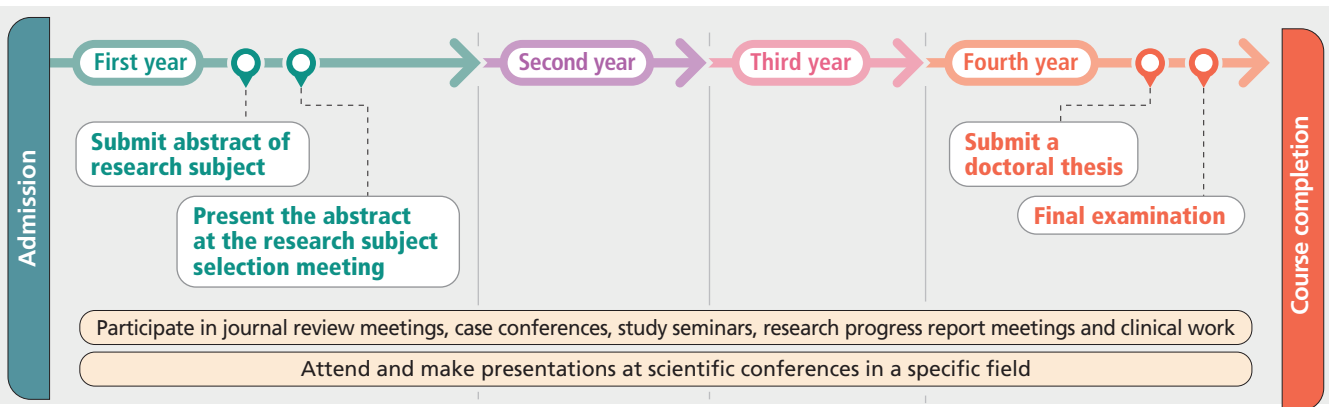 Admission
First year
Second year
Third year
Fourth year
Submit abstract of
research subject
Present the abstract
at the research subject
selection meeting
Submit a
doctoral thesis
Final examination
Participate in journal review meetings, case conferences, study seminars, research progress report meetings and clinical work
Attend and make presentations at scientific conferences in a specific field
Course completion